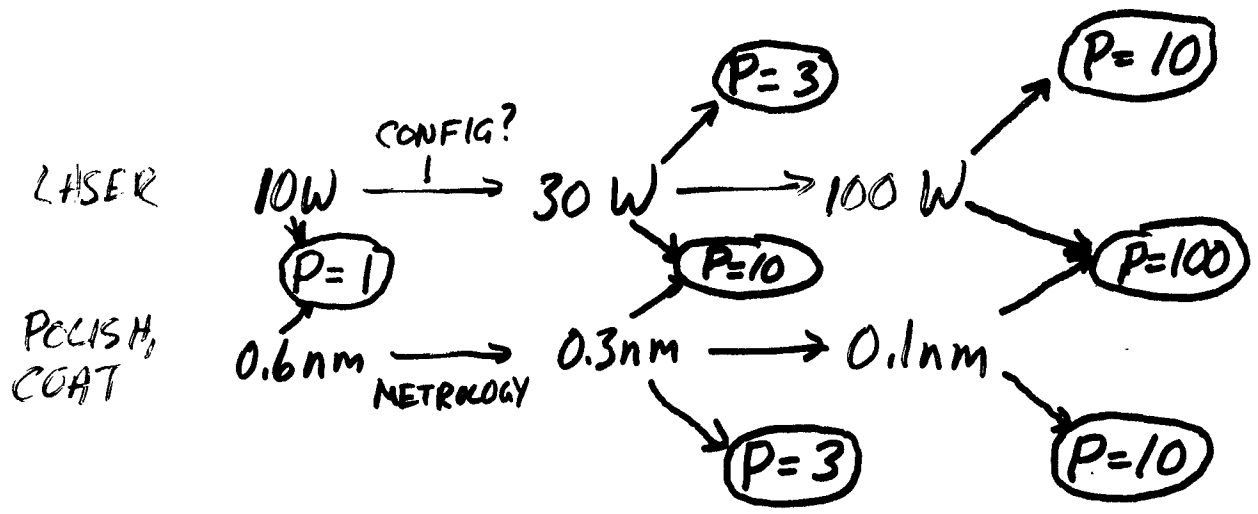 P=3
P=10
CONFIG?
LASER 10W 30 W 100 W
P=1 P=10 P=100
POLISH, 0.6nm 0.3nm 0.1nm
COAT METROLOGY
P=3 P=10